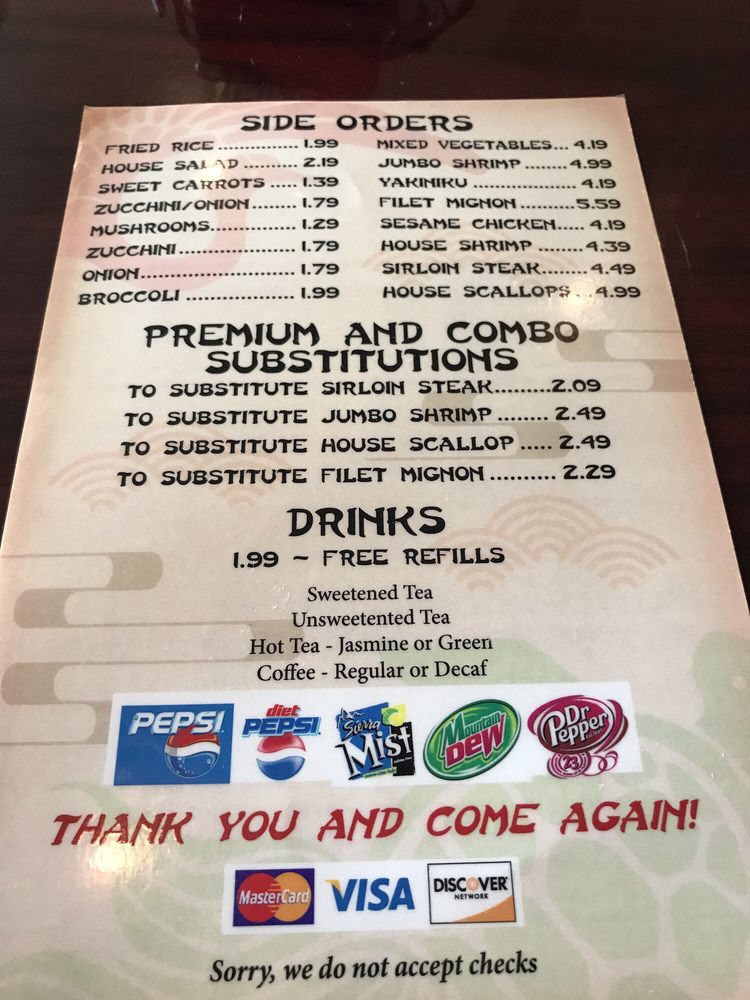 SIDE ORDERS
FRIED RICE ............... 1.99
HOUSE SALAD .......... 2.19
SWEET CARROTS ..... 1.39
ZUCCHINI/ONION ........ 1.79
MUSHROOMS ............... 1.29
ZUCCHINI ...................... 1.79
ONION ............................. 1.79
BROCCOLI .................... 1.99
MIXED VEGETABLES... 4.19
JUMBO SHRIMP ........ 4.99
YAKINIKU ................... 4.19
FILET MIGNON ........... 5.59
SESAME CHICKEN..... 4.19
HOUSE SHRIMP ........ 4.39
SIRLOIN STEAK........ 4.49
HOUSE SCALLOPS... 4.99
PREMIUM AND COMBO
SUBSTITUTIONS
TO SUBSTITUTE SIRLOIN STEAK.........2.09
TO SUBSTITUTE JUMBO SHRIMP ........ 2.49
TO SUBSTITUTE HOUSE SCALLOP ..... 2.49
TO SUBSTITUTE FILET MIGNON .......... 2.29
DRINKS
1.99 ~ FREE REFILLS
Sweetened Tea
Unsweetented Tea
Hot Tea - Jasmine or Green
Coffee - Regular or Decaf
PEPSI
diet PEPSI
Sierra Mist
Mountain Dew
Dr Pepper 23
THANK YOU AND COME AGAIN!
MasterCard VISA DISCOVER NETWORK
Sorry, we do not accept checks